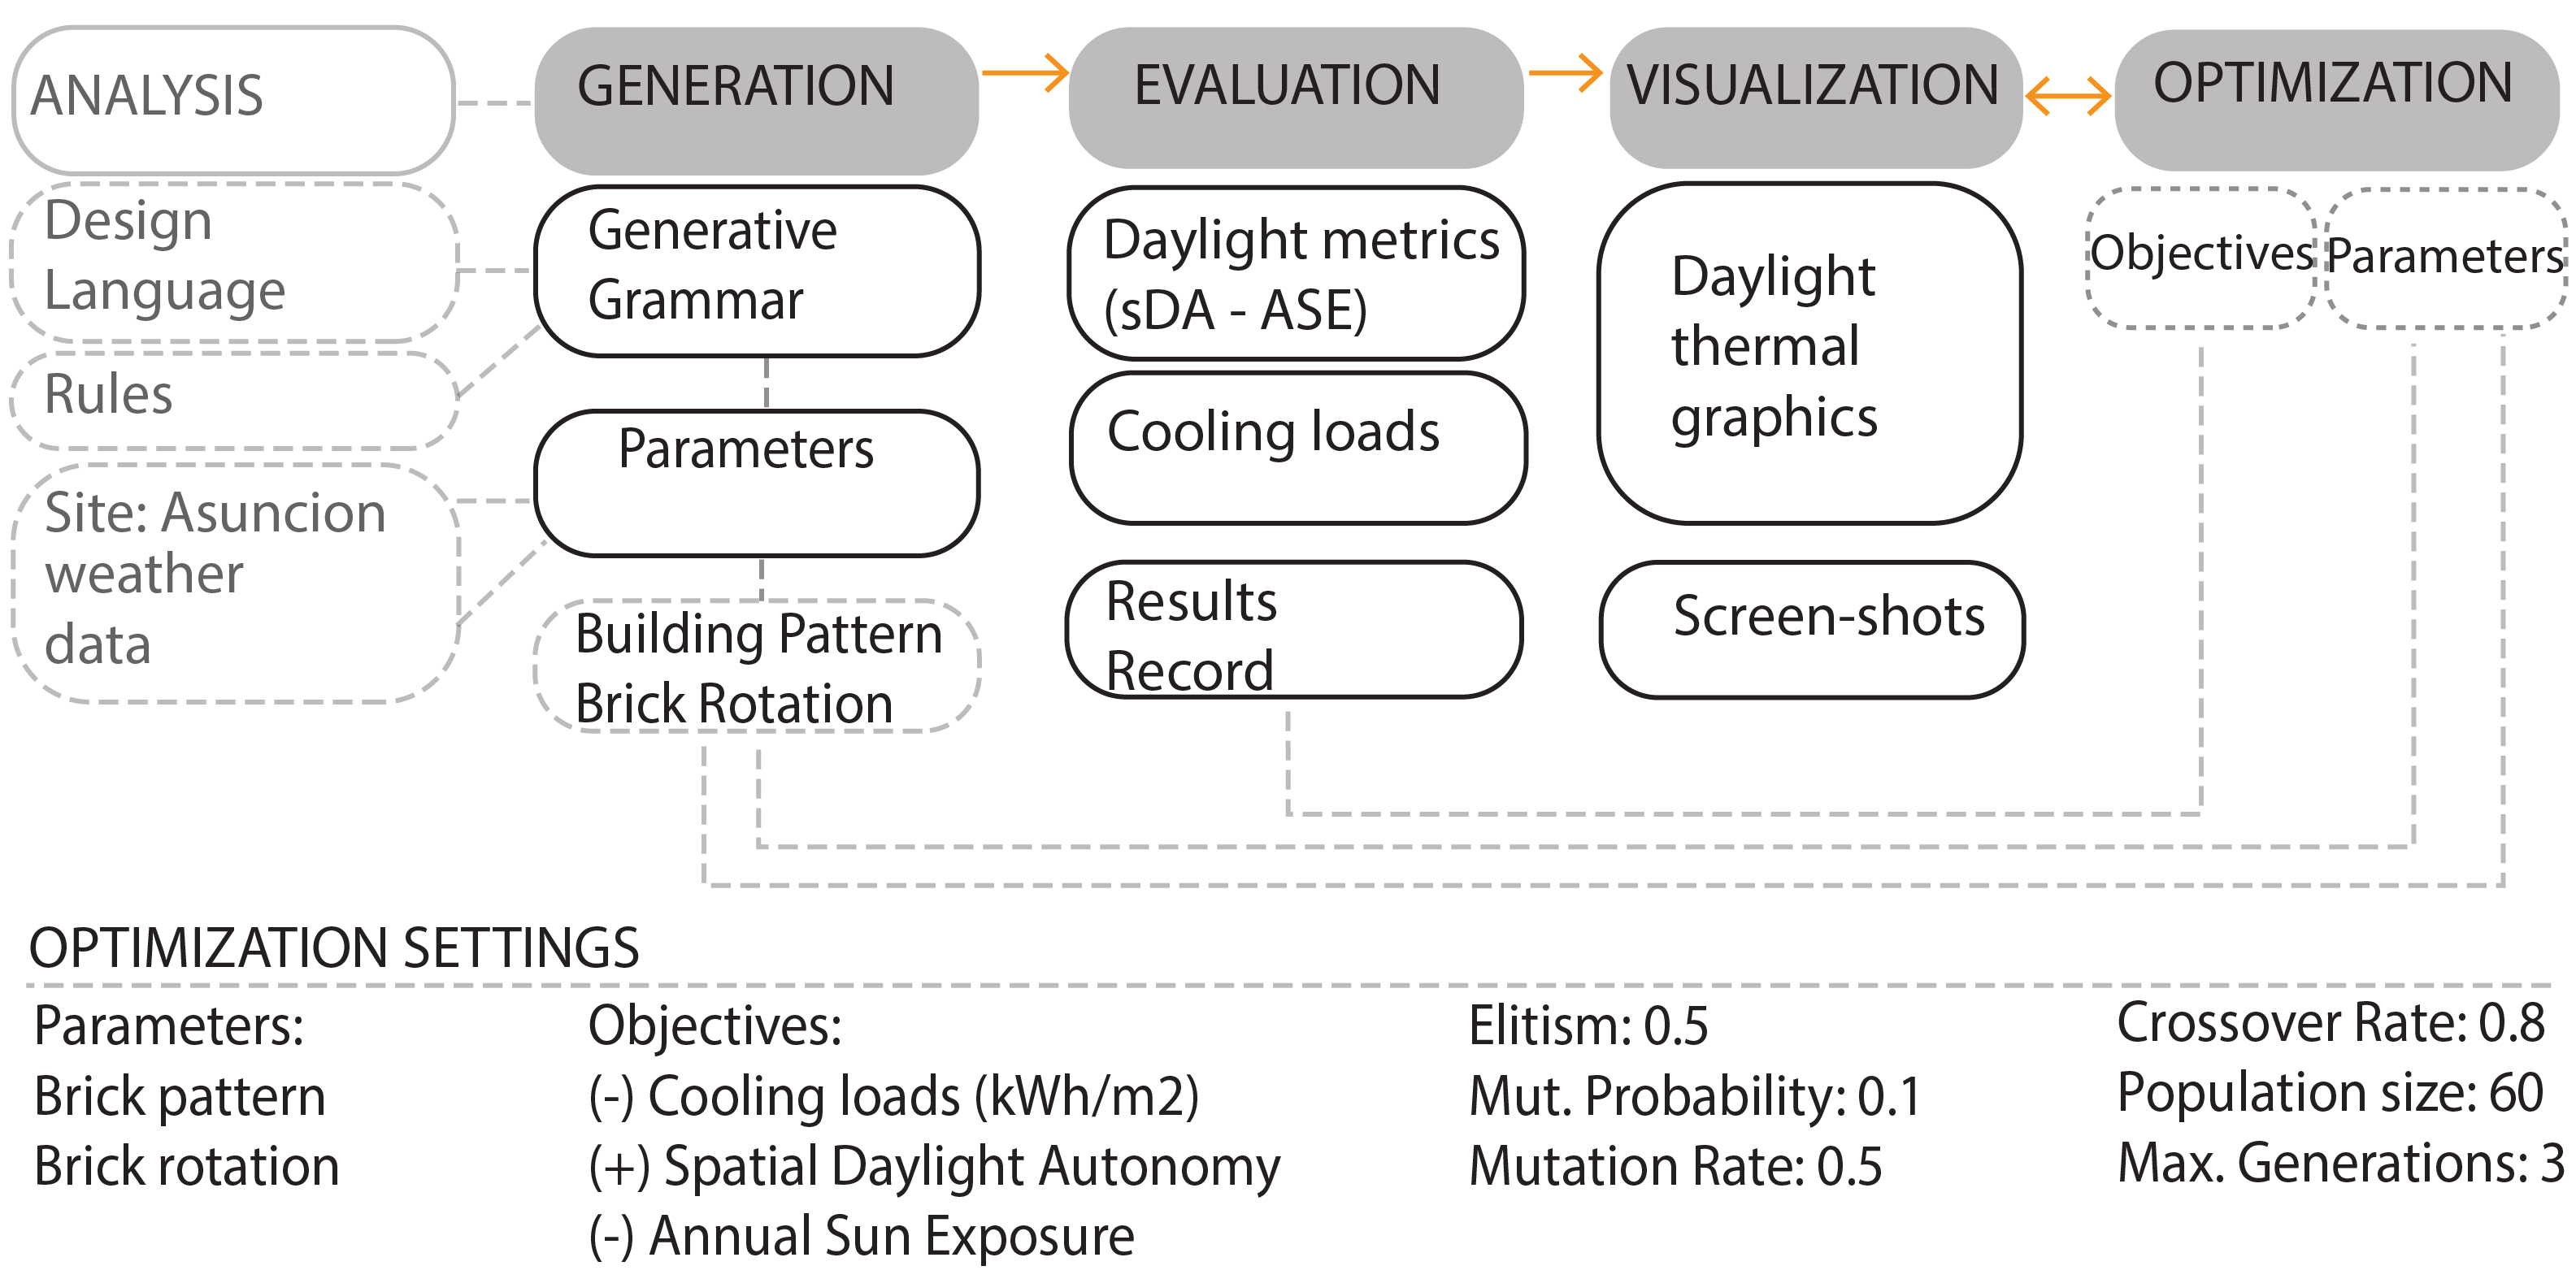 ANALYSIS
Design
Language
Rules
Site: Asuncion
weather
data
GENERATION
Generative
Grammar
Parameters
Building Pattern
Brick Rotation
EVALUATION
Daylight metrics
(sDA - ASE)
Cooling loads
Results
Record
VISUALIZATION
Daylight
thermal
graphics
Screen-shots
OPTIMIZATION
Objectives
Parameters
OPTIMIZATION SETTINGS
Parameters:
Brick pattern
Brick rotation
Objectives:
(-) Cooling loads (kWh/m2)
(+) Spatial Daylight Autonomy
(-) Annual Sun Exposure
Elitism: 0.5
Mut. Probability: 0.1
Mutation Rate: 0.5
Crossover Rate: 0.8
Population size: 60
Max. Generations: 3